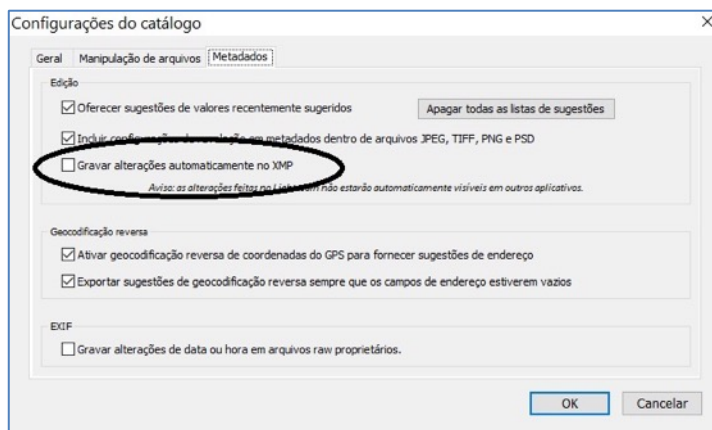 Configurações do catálogo
Geral Manipulação de arquivos Metadados
Edição
Oferecer sugestões de valores recentemente sugeridos Apagar todas as listas de sugestões
Incluir configurações de revelação em metadados dentro de arquivos JPEG, TIFF, PNG e PSD
Gravar alterações automaticamente no XMP
Aviso: as alterações feitas no Lightroom não estarão automaticamente visíveis em outros aplicativos.
Geocodificação reversa
Ativar geocodificação reversa de coordenadas do GPS para fornecer sugestões de endereço
Exportar sugestões de geocodificação reversa sempre que os campos de endereço estiverem vazios
EXIF
Gravar alterações de data ou hora em arquivos raw proprietários.
OK Cancelar